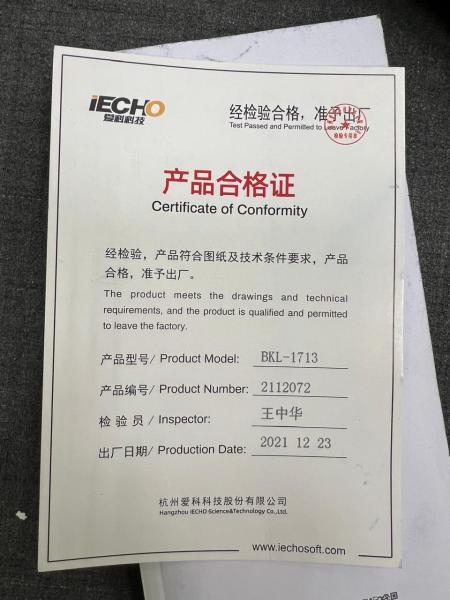 iECHO
爱科科技
经检验合格，准予出厂
Test Passed and Permitted to Leave Factory
检验专用章
产品合格证
Certificate of Conformity
经检验，产品符合图纸及技术条件要求，产品
合格，准予出厂。
The product meets the drawings and technical
requirements, and the product is qualified and permitted
to leave the factory.
产品型号/ Product Model: BKL-1713
产品编号/ Product Number: 2112072
检 验 员 / Inspector: 王中华
出厂日期/ Production Date: 2021 12 23
杭州爱科科技股份有限公司
Hangzhou IECHO Science&Technology Co.,Ltd.
www.iechosoft.com